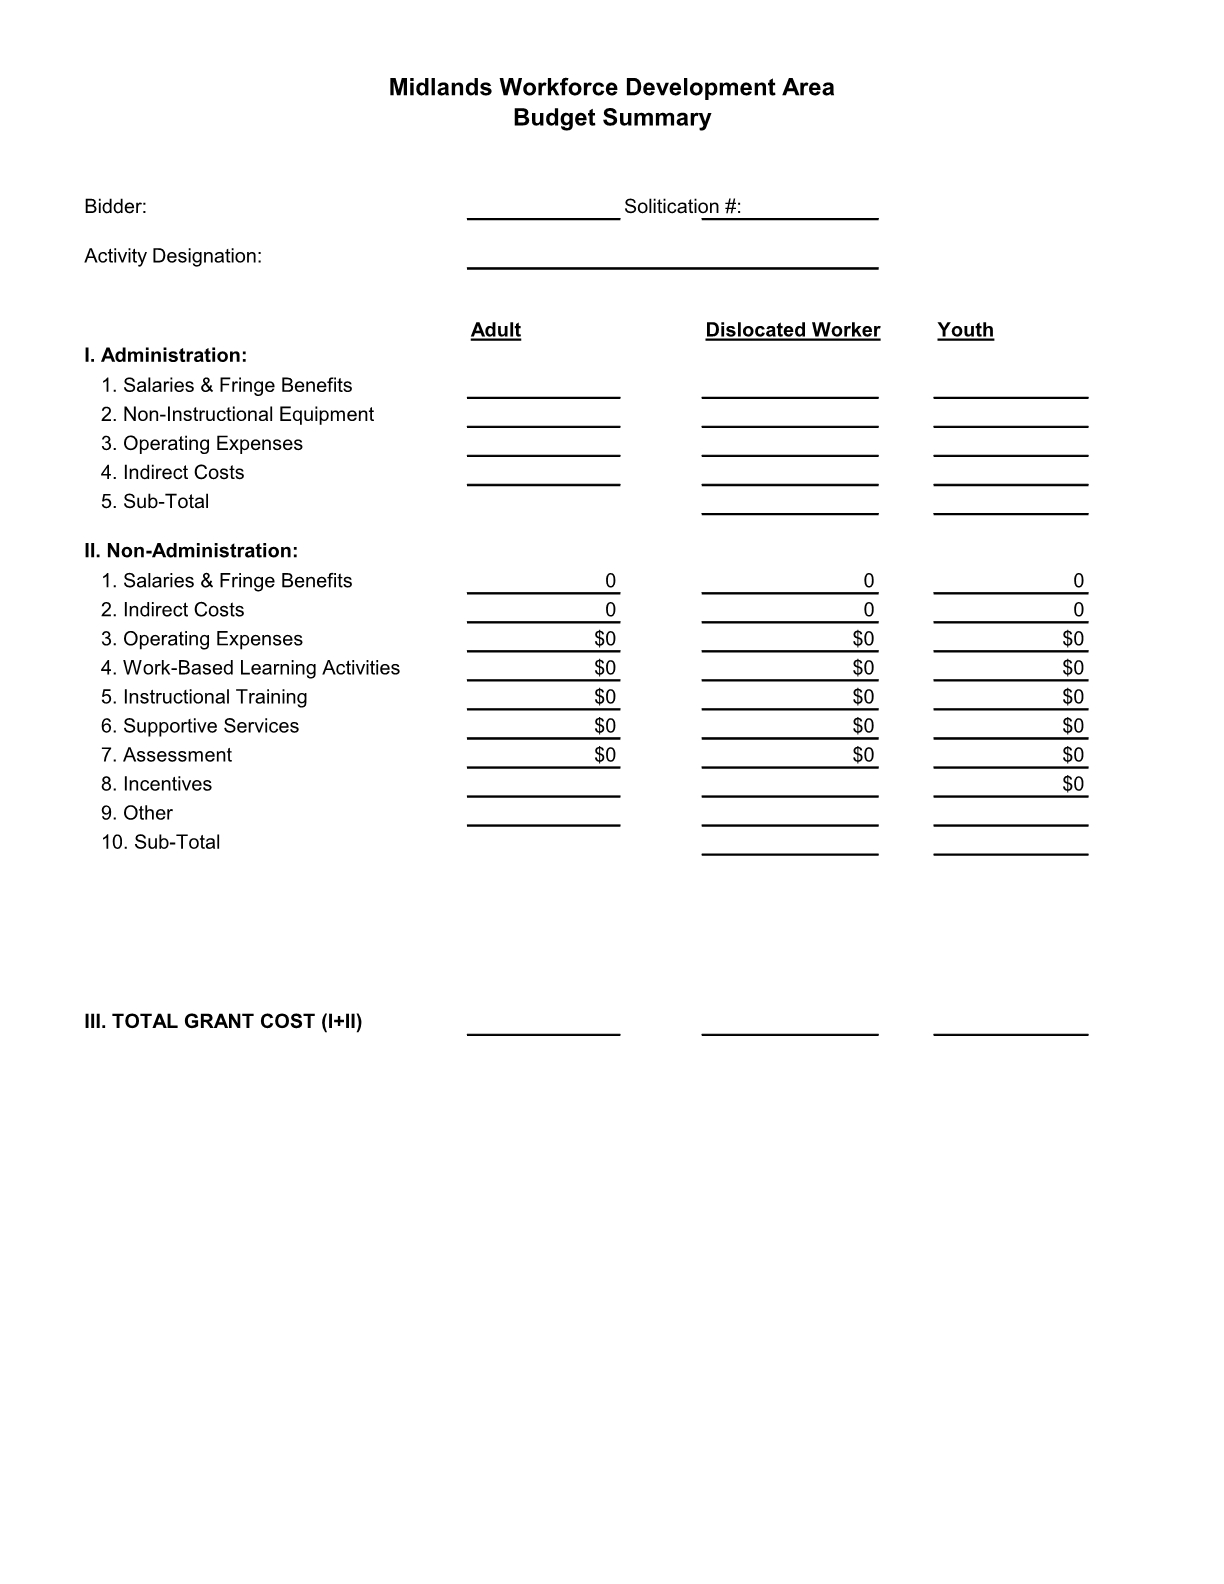 Midlands Workforce Development Area
Budget Summary
Bidder: Solitication #:
Activity Designation:
Adult Dislocated Worker Youth
I. Administration:
1. Salaries & Fringe Benefits
2. Non-Instructional Equipment
3. Operating Expenses
4. Indirect Costs
5. Sub-Total
II. Non-Administration:
1. Salaries & Fringe Benefits 0 0 0
2. Indirect Costs 0 0 0
3. Operating Expenses $0 $0 $0
4. Work-Based Learning Activities $0 $0 $0
5. Instructional Training $0 $0 $0
6. Supportive Services $0 $0 $0
7. Assessment $0 $0 $0
8. Incentives $0
9. Other
10. Sub-Total
III. TOTAL GRANT COST (I+II)